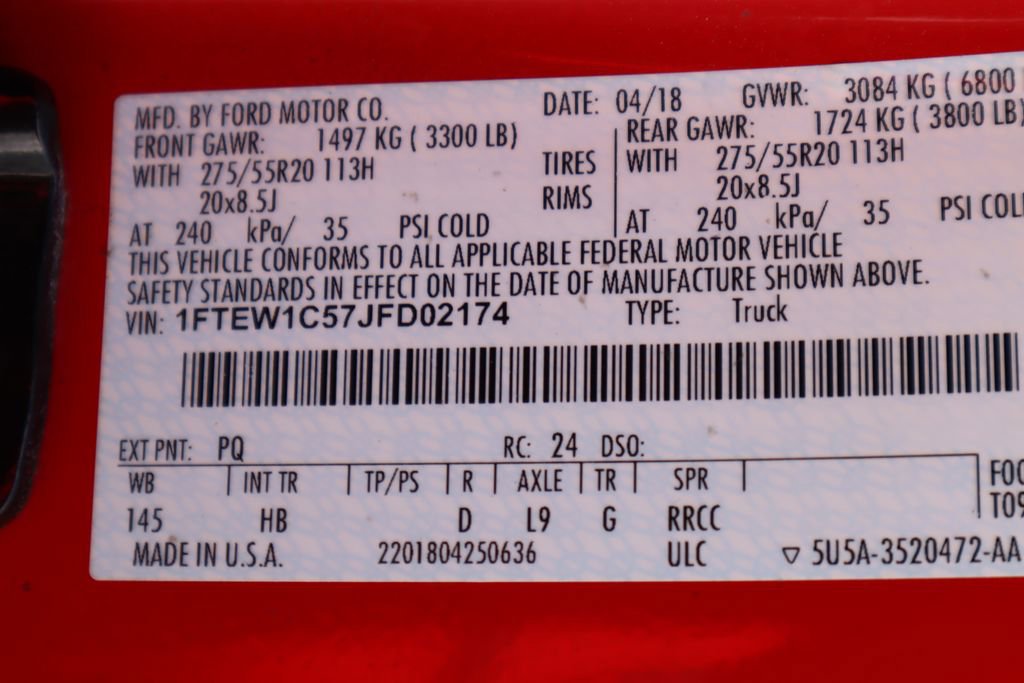 MFD. BY FORD MOTOR CO. DATE: 04/18 GVWR: 3084 KG ( 6800
FRONT GAWR: 1497 KG ( 3300 LB) REAR GAWR: 1724 KG ( 3800 LB)
WITH 275/55R20 113H TIRES WITH 275/55R20 113H
20x8.5J RIMS 20x8.5J
AT 240 kPa/ 35 PSI COLD AT 240 kPa/ 35 PSI COL
THIS VEHICLE CONFORMS TO ALL APPLICABLE FEDERAL MOTOR VEHICLE
SAFETY STANDARDS IN EFFECT ON THE DATE OF MANUFACTURE SHOWN ABOVE.
VIN: 1FTEW1C57JFD02174 TYPE: Truck
EXT PNT: PQ RC: 24 DSO:
WB INT TR TP/PS R AXLE TR SPR F00
145 HB D L9 G RRCC T09
MADE IN U.S.A. 2201804250636 ULC ▽ 5U5A-3520472-AA